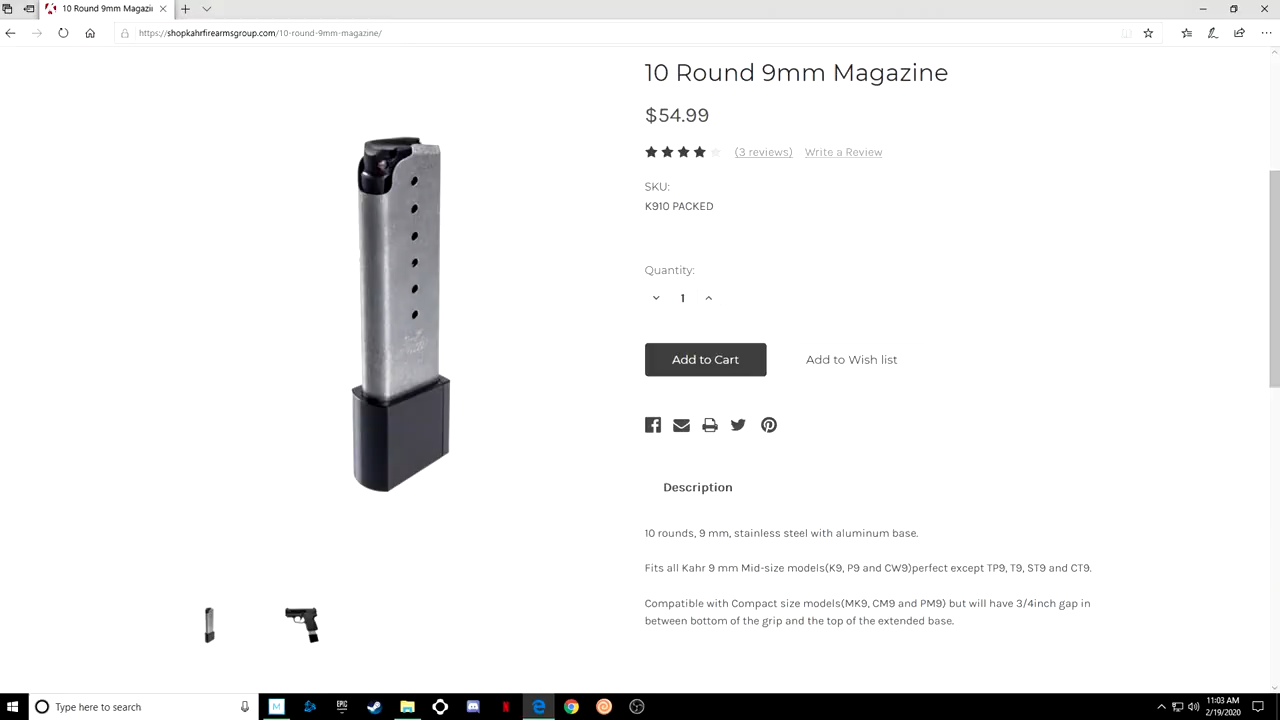 10 Round 9mm Magazi
https://shopkahrfirearmsgroup.com/10-round-9mm-magazine/
10 Round 9mm Magazine
$54.99
(3 reviews) Write a Review
SKU:
K910 PACKED
Quantity:
1
Add to Cart Add to Wish list
Description
10 rounds, 9 mm, stainless steel with aluminum base.
Fits all Kahr 9 mm Mid-size models(K9, P9 and CW9)perfect except TP9, T9, ST9 and CT9.
Compatible with Compact size models(MK9, CM9 and PM9) but will have 3/4inch gap in
between bottom of the grip and the top of the extended base.
Type here to search
M
EPIC
N
11:03 AM
2/19/2020